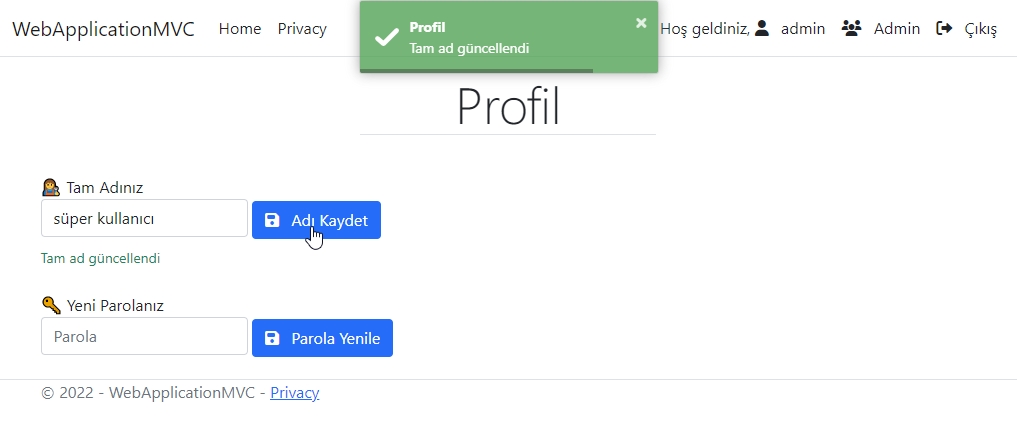 WebApplicationMVC Home Privacy
Profil
Tam ad güncellendi
×
Hoş geldiniz, admin Admin Çıkış
Profil
Tam Adınız
süper kullanıcı Adı Kaydet
Tam ad güncellendi
Yeni Parolanız
Parola Parola Yenile
© 2022 - WebApplicationMVC - Privacy